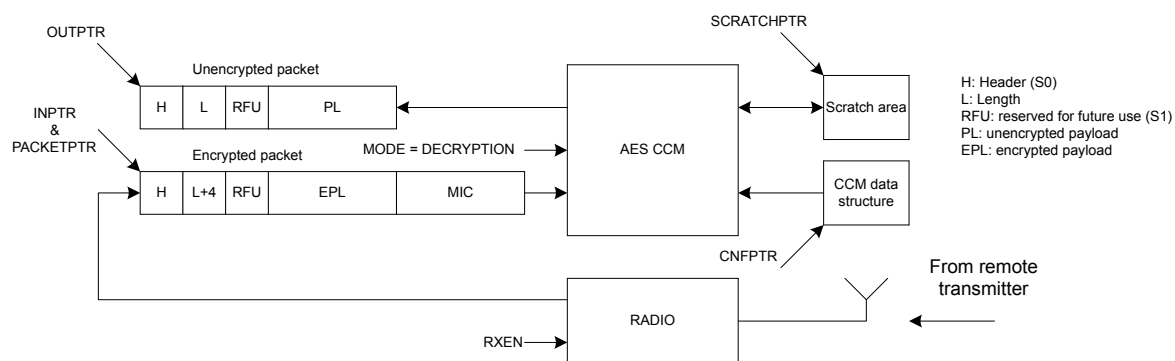 SCRATCHPTR
OUTPTR
Unencrypted packet
H L RFU PL
INPTR
&
PACKETPTR
MODE = DECRYPTION
AES CCM
Scratch area
H: Header (S0)
L: Length
RFU: reserved for future use (S1)
PL: unencrypted payload
EPL: encrypted payload
Encrypted packet
H L+4 RFU EPL MIC
CCM data
structure
CNFPTR
From remote
transmitter
RADIO
RXEN